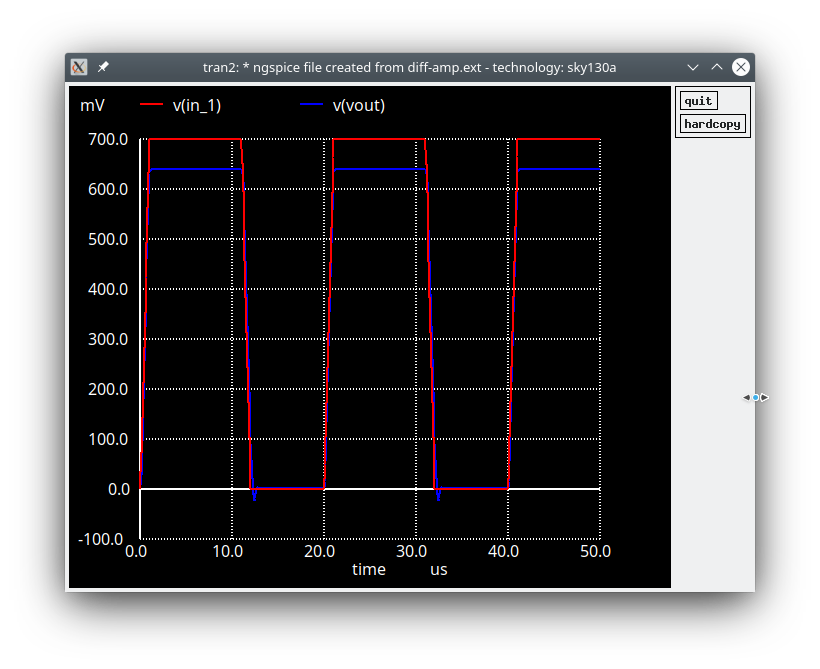 tran2: * ngspice file created from diff-amp.ext - technology: sky130a
mV v(in_1) v(vout)
quit
hardcopy
700.0
600.0
500.0
400.0
300.0
200.0
100.0
0.0
-100.0
0.0 10.0 20.0 30.0 40.0 50.0
time us